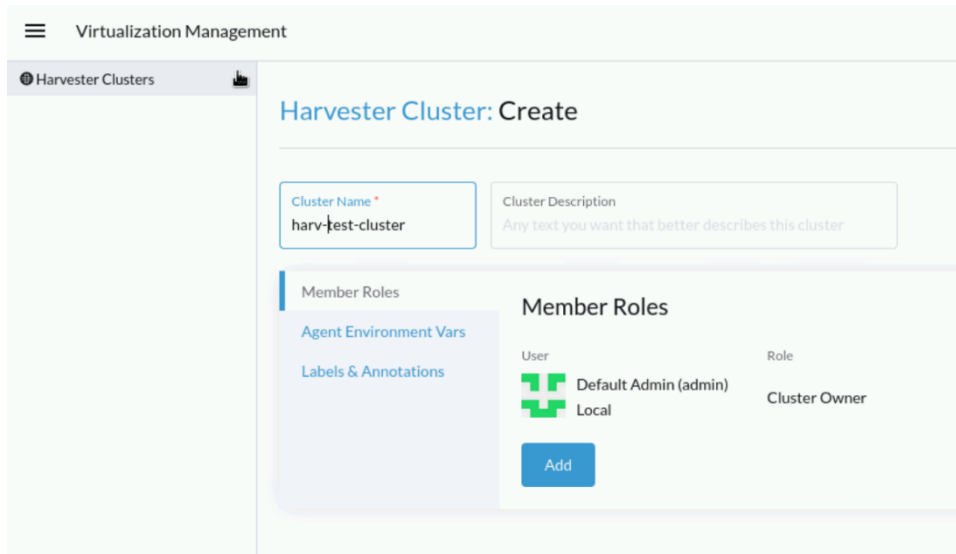 Virtualization Management
Harvester Clusters
Harvester Cluster: Create
Cluster Name *
harv-test-cluster
Cluster Description
Any text you want that better describes this cluster
Member Roles
Agent Environment Vars
Labels & Annotations
Member Roles
User
Role
Default Admin (admin)
Local
Cluster Owner
Add